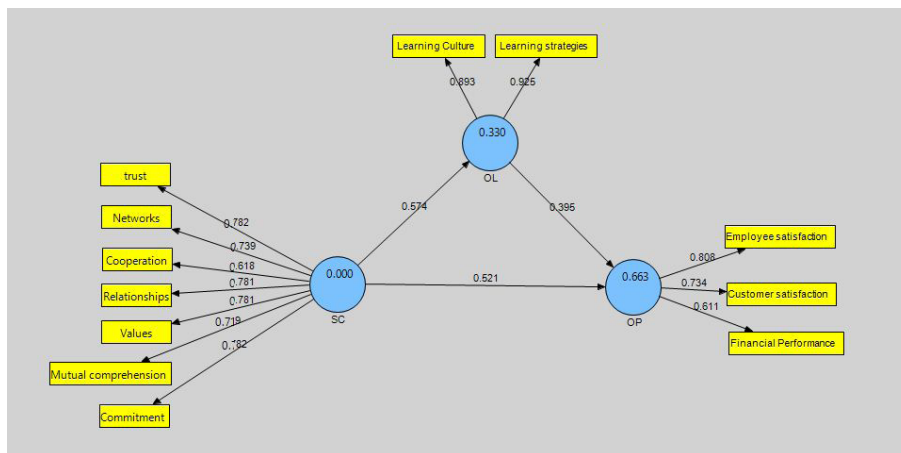 Learning Culture
Learning strategies
0.893
0.925
0.330
OL
trust
Networks
Cooperation
Relationships
Values
Mutual comprehension
Commitment
0.782
0.739
0.618
0.781
0.781
0.719
0.000
SC
0.574
0.395
0.521
0.663
OP
0.808
0.734
0.611
Employee satisfaction
Customer satisfaction
Financial Performance